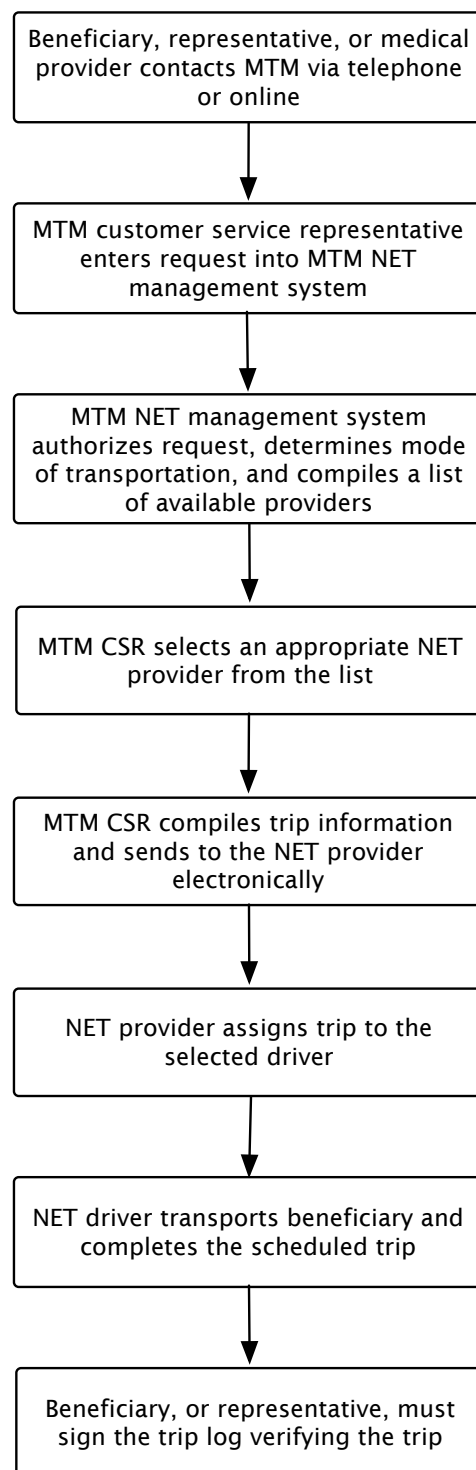 Beneficiary, representative, or medical
provider contacts MTM via telephone
or online
MTM customer service representative
enters request into MTM NET
management system
MTM NET management system
authorizes request, determines mode
of transportation, and compiles a list
of available providers
MTM CSR selects an appropriate NET
provider from the list
MTM CSR compiles trip information
and sends to the NET provider
electronically
NET provider assigns trip to the
selected driver
NET driver transports beneficiary and
completes the scheduled trip
Beneficiary, or representative, must
sign the trip log verifying the trip